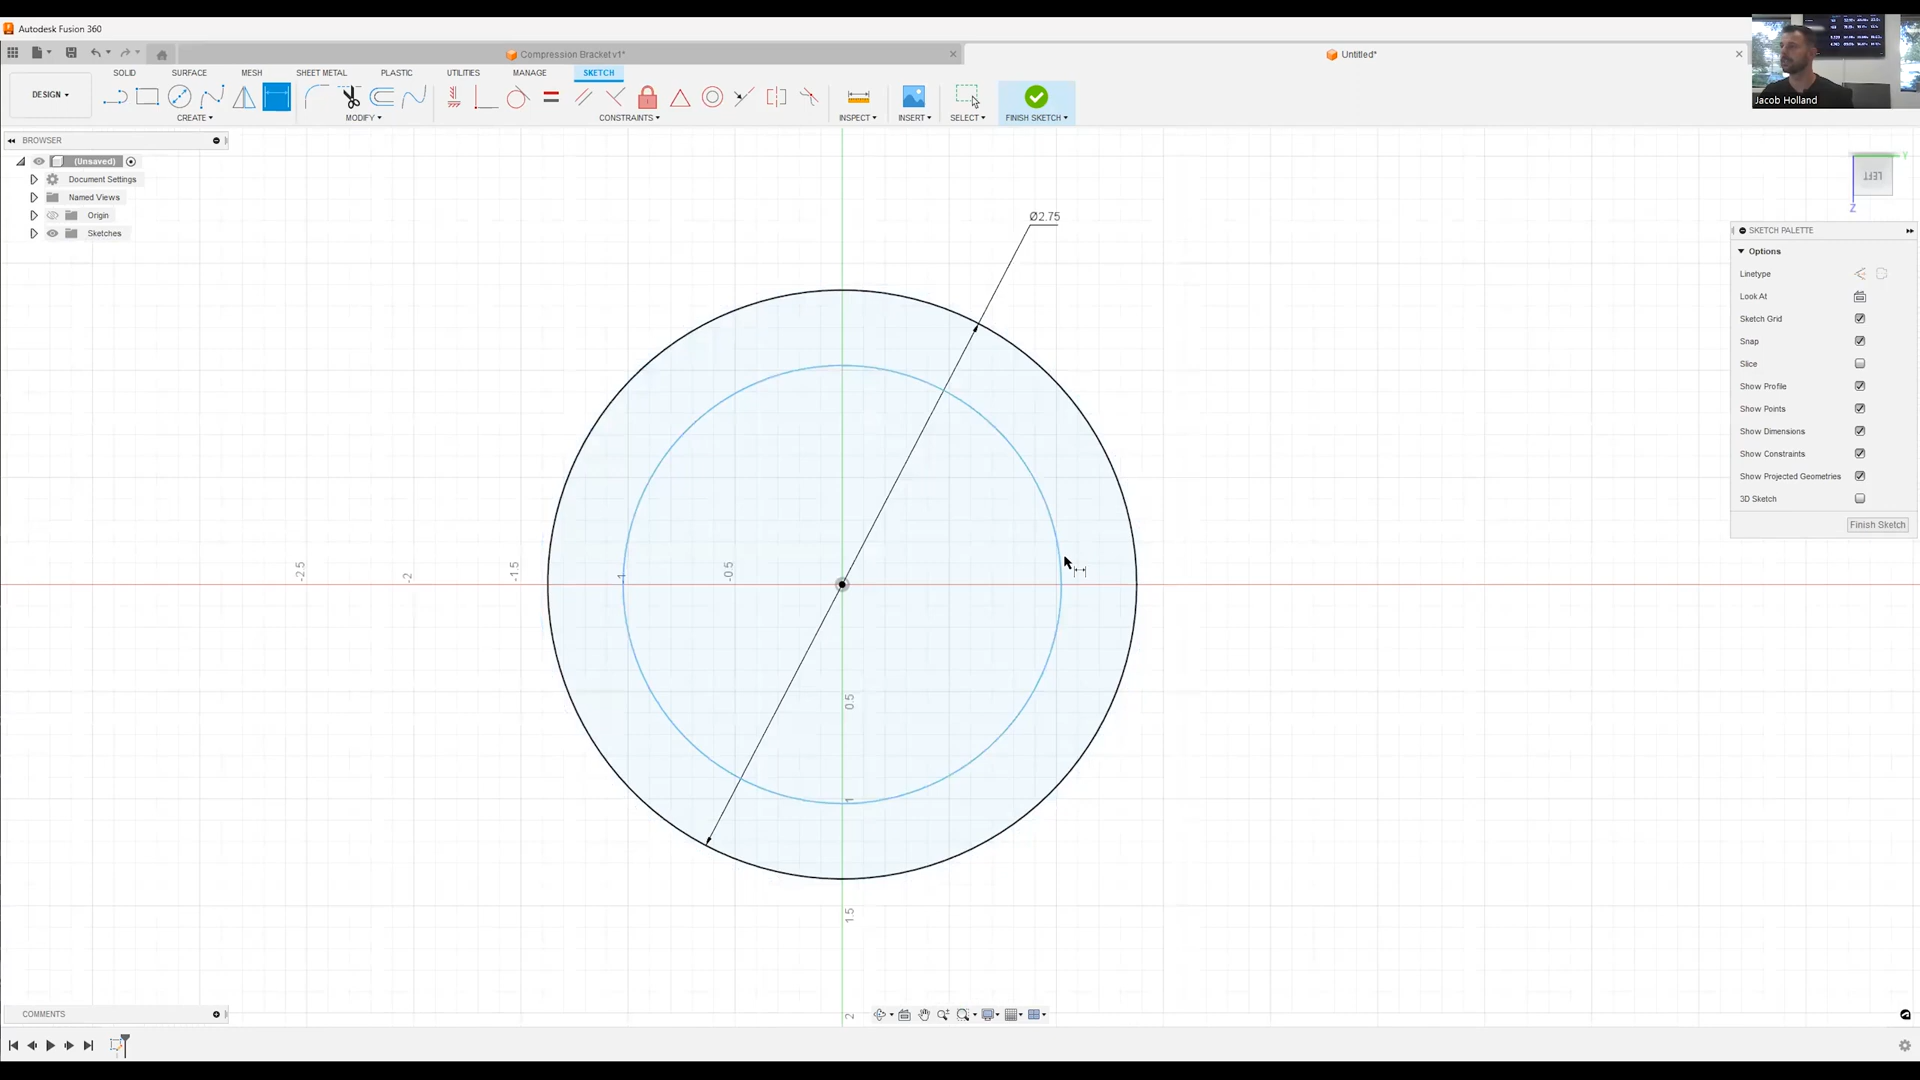 Autodesk Fusion 360
Compression Bracket v1*
Untitled*
SOLID
SURFACE
MESH
SHEET METAL
PLASTIC
UTILITIES
MANAGE
SKETCH
DESIGN
CREATE
MODIFY
CONSTRAINTS
INSPECT
INSERT
SELECT
FINISH SKETCH
Jacob Holland
BROWSER
(Unsaved)
Document Settings
Named Views
Origin
Sketches
LEFT
Y
Z
SKETCH PALETTE
Options
Linetype
Look At
Sketch Grid
Snap
Slice
Show Profile
Show Points
Show Dimensions
Show Constraints
Show Projected Geometries
3D Sketch
Finish Sketch
Ø2.75
-2.5
-2
-1.5
-1
-0.5
0.5
1
1.5
2
COMMENTS